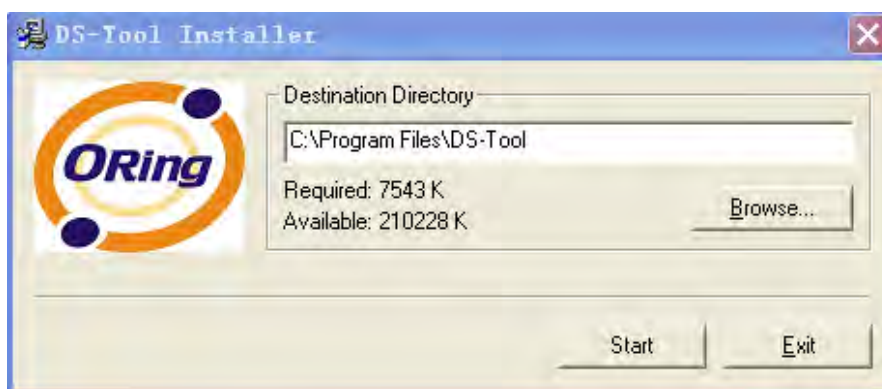 DS-Tool Installer
ORing
Destination Directory
C:\Program Files\DS-Tool
Required: 7543 K
Available: 210228 K
Browse...
Start
Exit